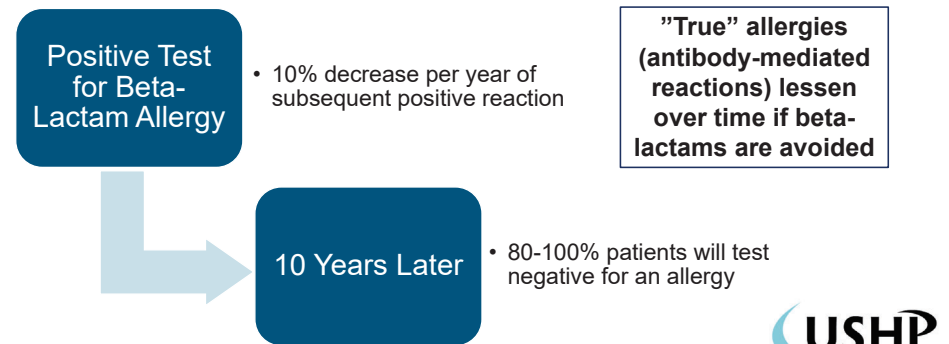 Positive Test
for Beta-
Lactam Allergy
• 10% decrease per year of
subsequent positive reaction
”True” allergies
(antibody-mediated
reactions) lessen
over time if beta-
lactams are avoided
10 Years Later
• 80-100% patients will test
negative for an allergy
USHP